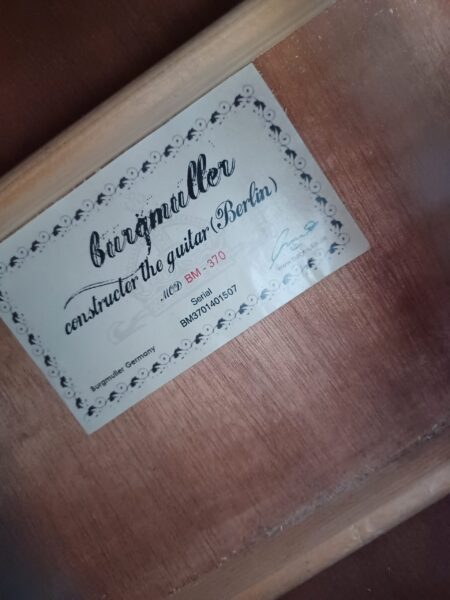 burgmuller
constructer the guitar (Berlin)
MOD BM - 370
Serial
BM3701401507
Burgmuller Germany